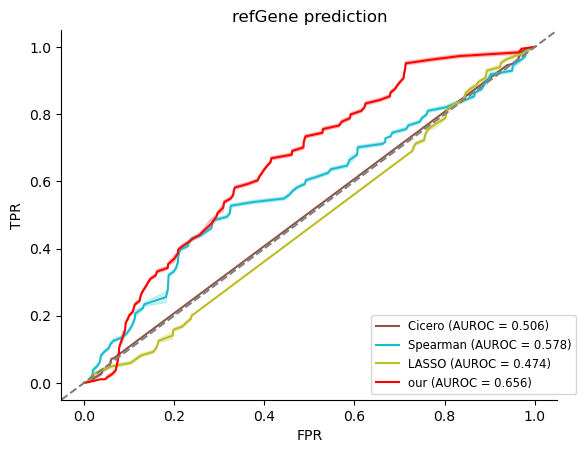 refGene prediction
1.0
0.8
0.6
0.4
0.2
0.0
TPR
0.0 0.2 0.4 0.6 0.8 1.0
FPR
Cicero (AUROC = 0.506)
Spearman (AUROC = 0.578)
LASSO (AUROC = 0.474)
our (AUROC = 0.656)